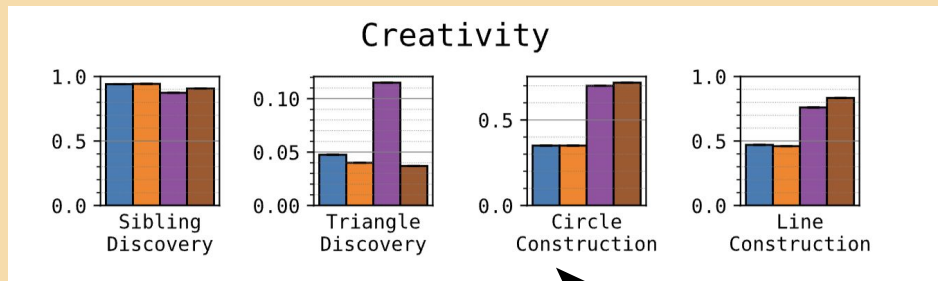 Creativity
1.0
0.5
0.0
Sibling
Discovery
0.10
0.05
0.00
Triangle
Discovery
0.5
0.0
Circle
Construction
1.0
0.5
0.0
Line
Construction